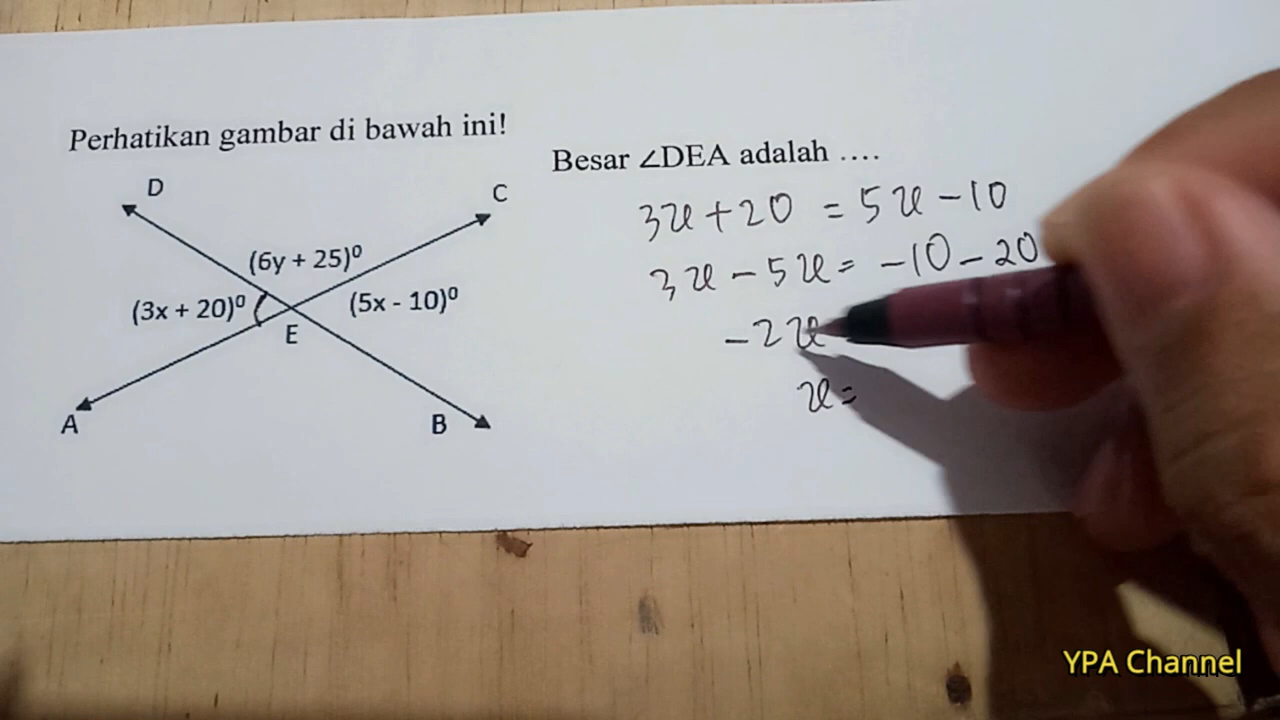 Perhatikan gambar di bawah ini!
Besar ∠DEA adalah ....
D
C
(6y + 25)⁰
(3x + 20)⁰
(5x - 10)⁰
E
A
B
3x + 20 = 5x - 10
3x - 5x = -10 - 20
-2x
x =
YPA Channel